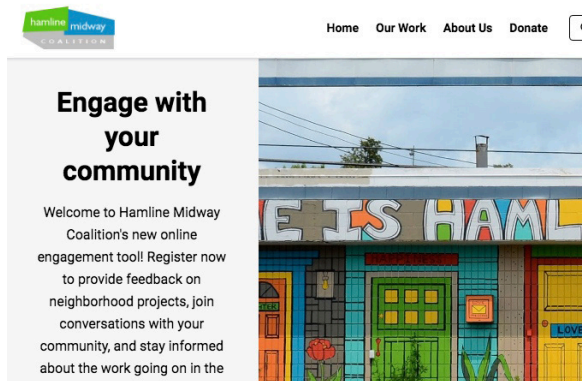 hamline midway
COALITION
Home Our Work About Us Donate
Engage with
your
community
Welcome to Hamline Midway
Coalition's new online
engagement tool! Register now
to provide feedback on
neighborhood projects, join
conversations with your
community, and stay informed
about the work going on in the
E IS HAML
HAPPINESS
LOVE